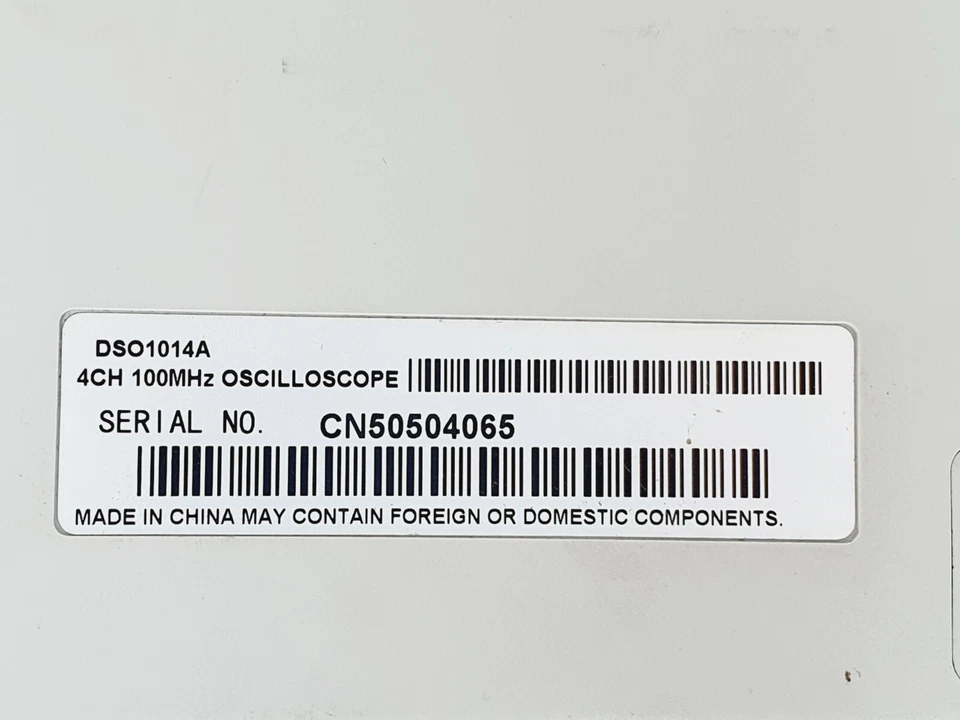 DSO1014A
4CH 100MHz OSCILLOSCOPE
SERIAL NO. CN50504065
MADE IN CHINA MAY CONTAIN FOREIGN OR DOMESTIC COMPONENTS.